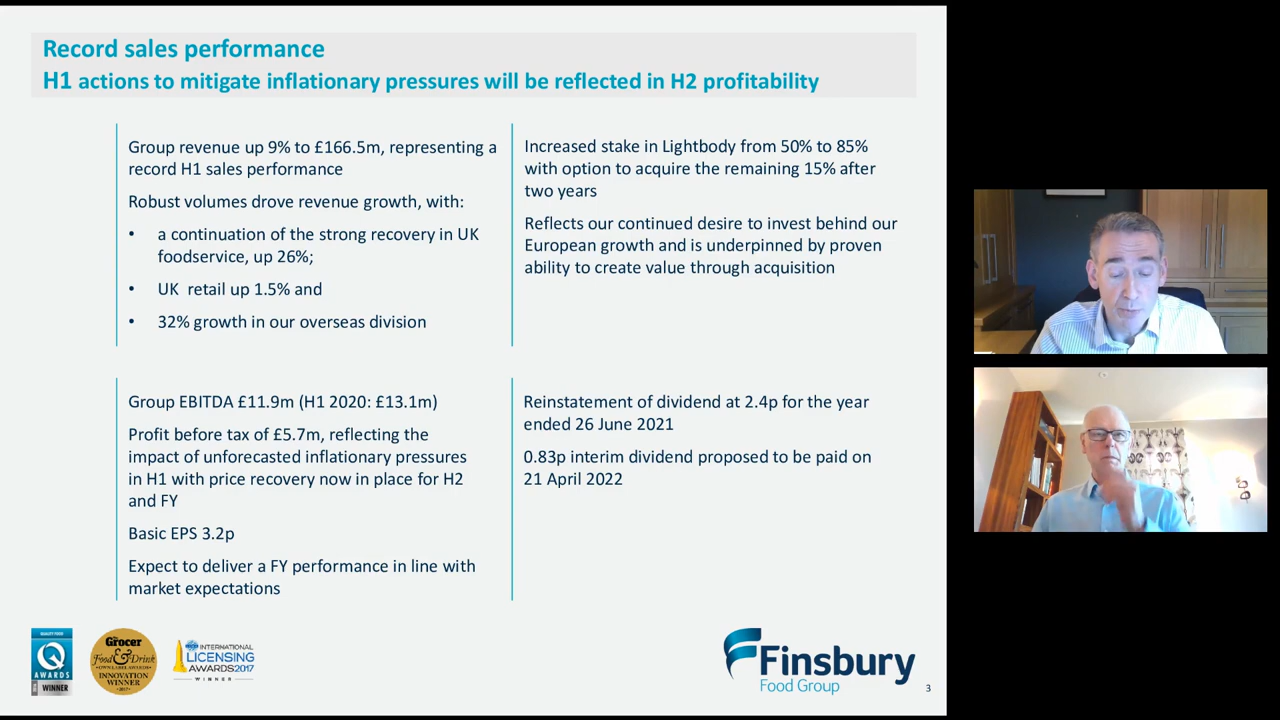 Record sales performance
H1 actions to mitigate inflationary pressures will be reflected in H2 profitability
Group revenue up 9% to £166.5m, representing a
record H1 sales performance
Robust volumes drove revenue growth, with:
• a continuation of the strong recovery in UK
foodservice, up 26%;
• UK retail up 1.5% and
• 32% growth in our overseas division
Increased stake in Lightbody from 50% to 85%
with option to acquire the remaining 15% after
two years
Reflects our continued desire to invest behind our
European growth and is underpinned by proven
ability to create value through acquisition
Group EBITDA £11.9m (H1 2020: £13.1m)
Profit before tax of £5.7m, reflecting the
impact of unforecasted inflationary pressures
in H1 with price recovery now in place for H2
and FY
Basic EPS 3.2p
Expect to deliver a FY performance in line with
market expectations
Reinstatement of dividend at 2.4p for the year
ended 26 June 2021
0.83p interim dividend proposed to be paid on
21 April 2022
QUALITY FOOD
Q
AWARDS
WINNER
The Grocer
Food & Drink
OWN LABEL AWARDS
INNOVATION
WINNER
2017
INTERNATIONAL
LICENSING
AWARDS2017
WINNER
Finsbury
Food Group
3